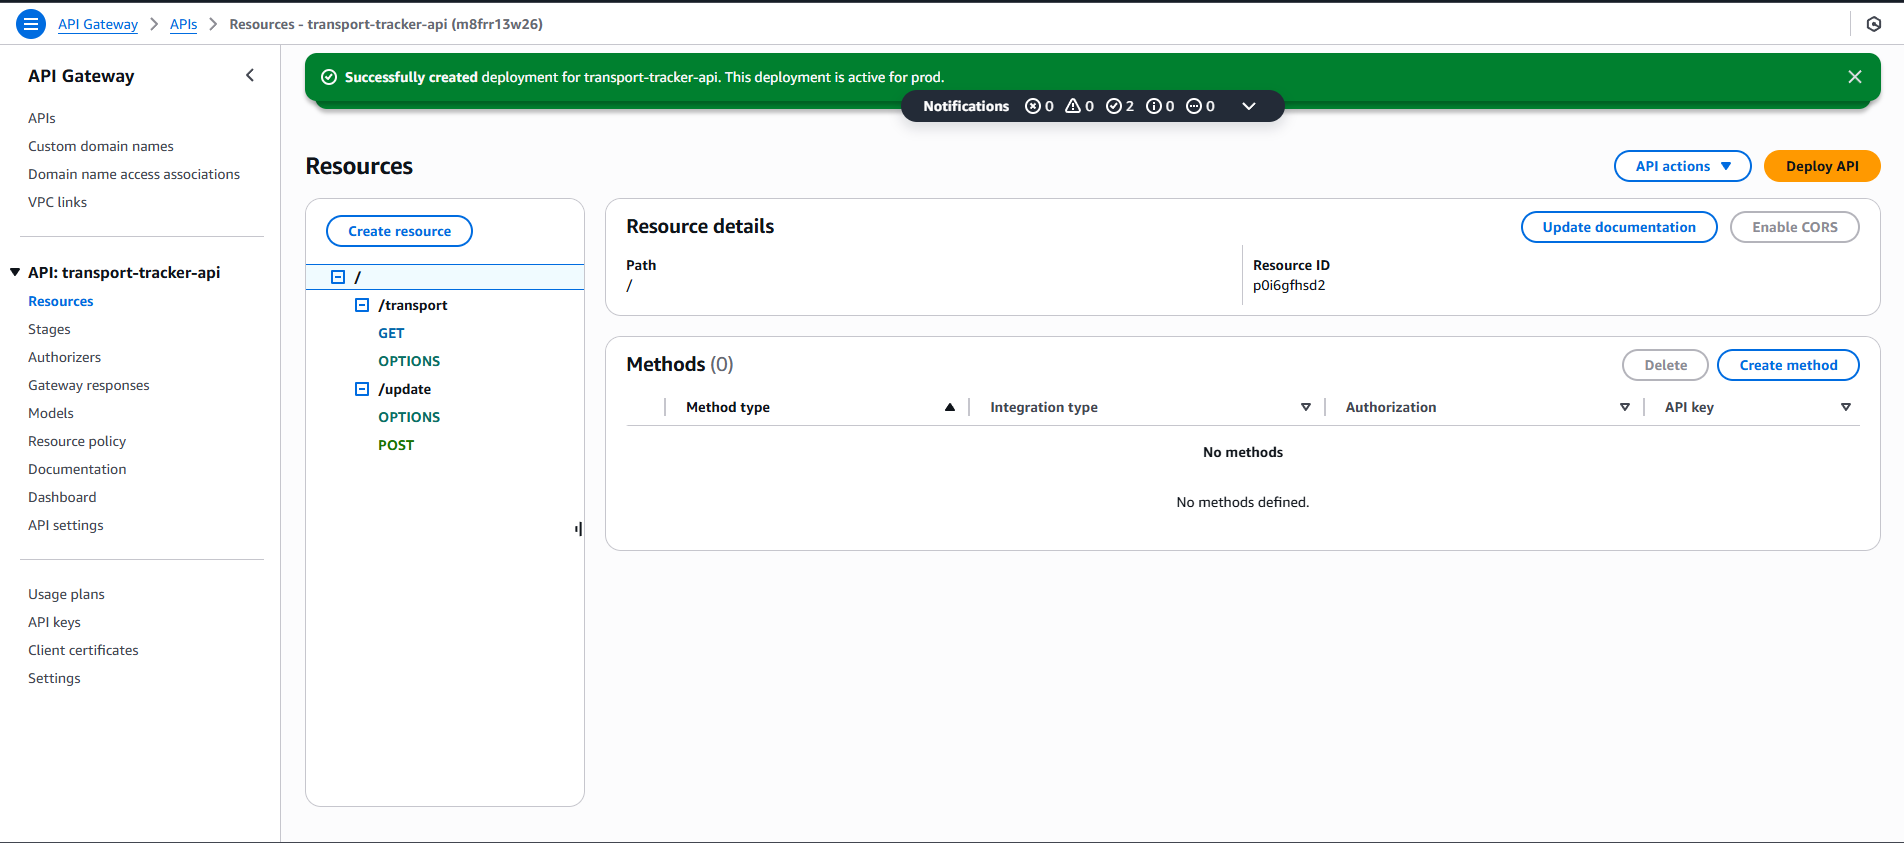 API Gateway > APIs > Resources - transport-tracker-api (m8frr13w26)
API Gateway
APIs
Custom domain names
Domain name access associations
VPC links
API: transport-tracker-api
Resources
Stages
Authorizers
Gateway responses
Models
Resource policy
Documentation
Dashboard
API settings
Usage plans
API keys
Client certificates
Settings
Successfully created deployment for transport-tracker-api. This deployment is active for prod.
Notifications 0 0 2 0 0
Resources
API actions
Deploy API
Create resource
/
/transport
GET
OPTIONS
/update
OPTIONS
POST
Resource details
Update documentation
Enable CORS
Path
/
Resource ID
p0i6gfhsd2
Methods (0)
Delete
Create method
Method type Integration type Authorization API key
No methods
No methods defined.